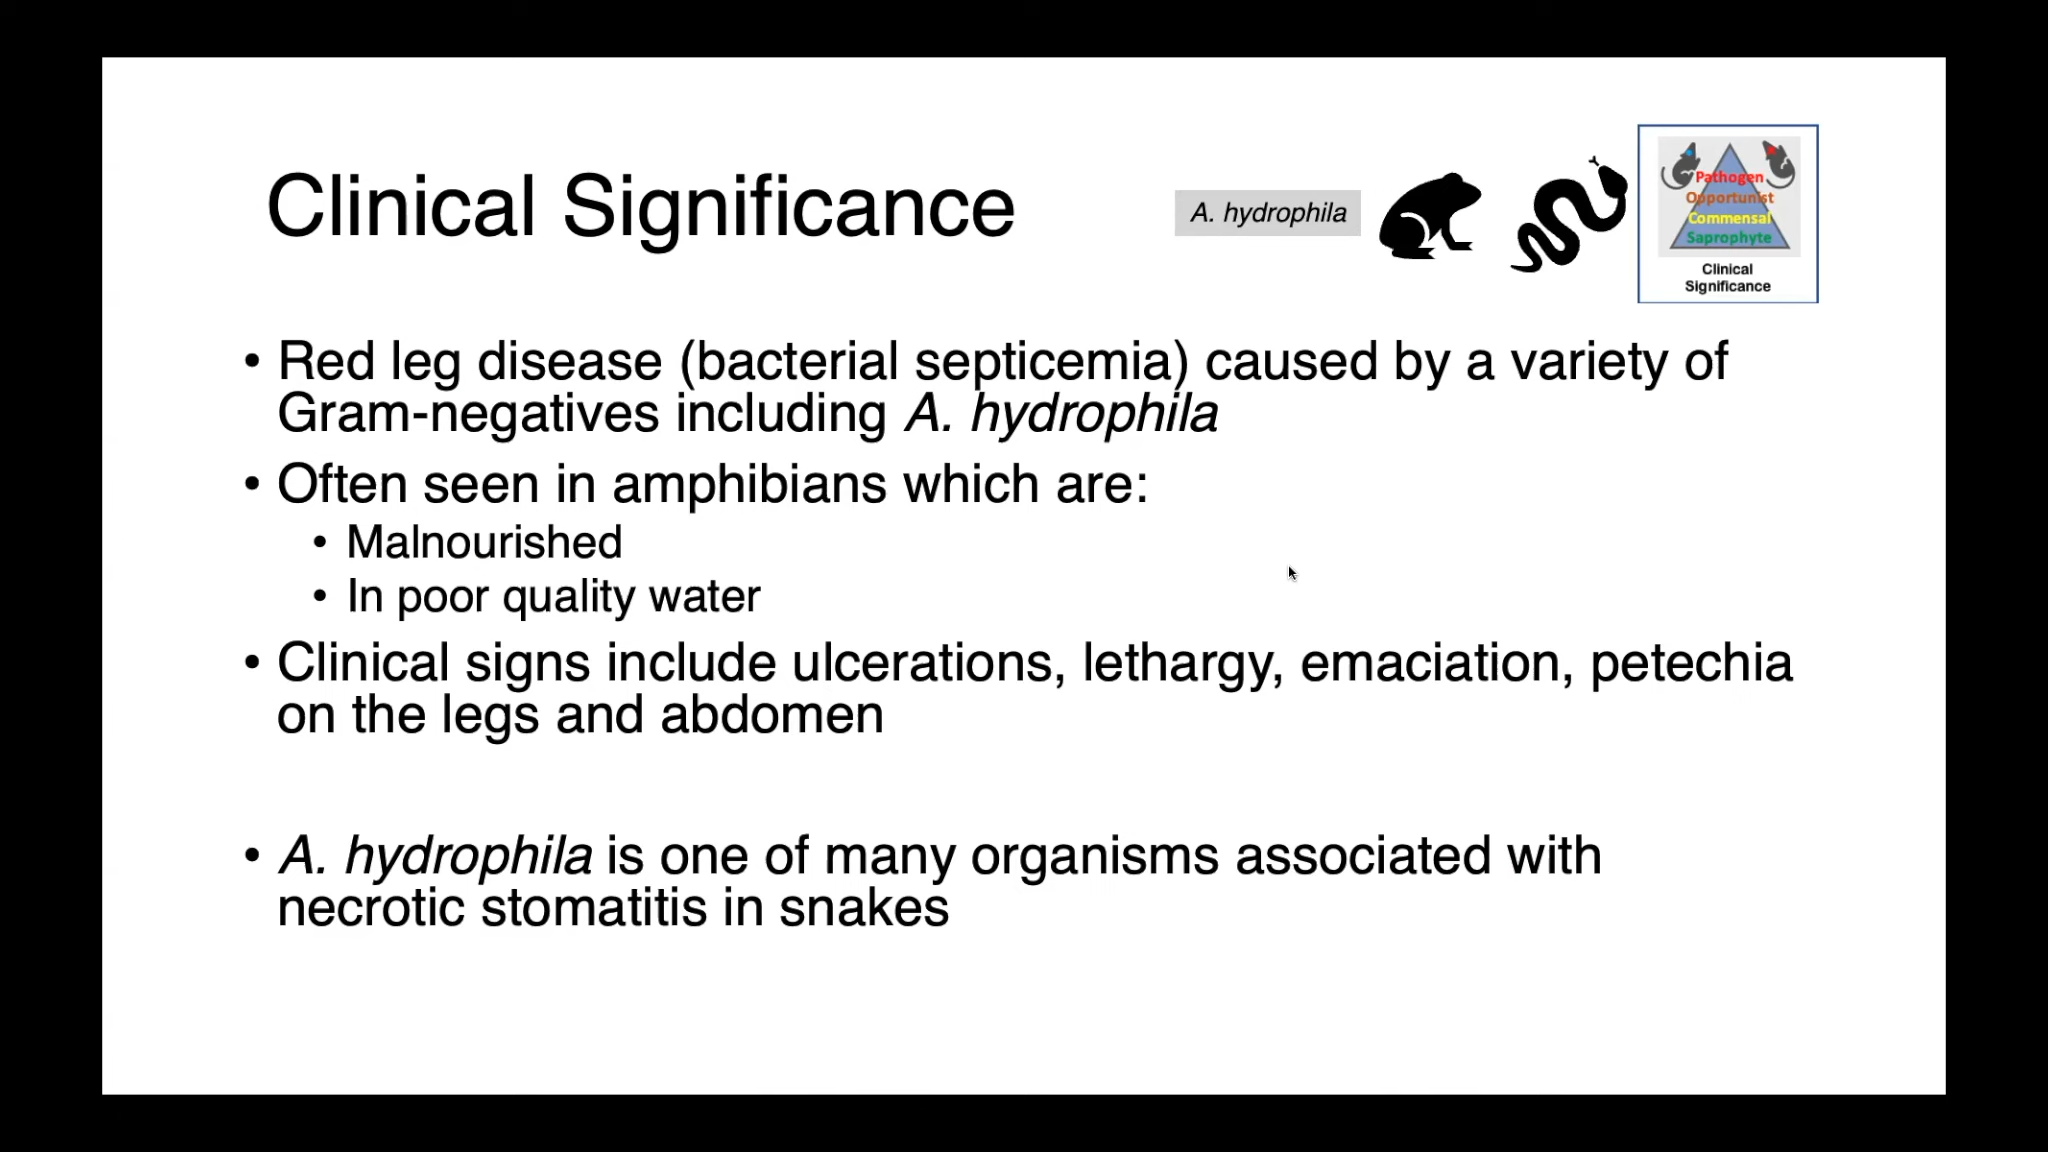 Clinical Significance
A. hydrophila
Pathogen
Opportunist
Commensal
Saprophyte
Clinical
Significance
• Red leg disease (bacterial septicemia) caused by a variety of
Gram-negatives including A. hydrophila
• Often seen in amphibians which are:
• Malnourished
• In poor quality water
• Clinical signs include ulcerations, lethargy, emaciation, petechia
on the legs and abdomen
• A. hydrophila is one of many organisms associated with
necrotic stomatitis in snakes